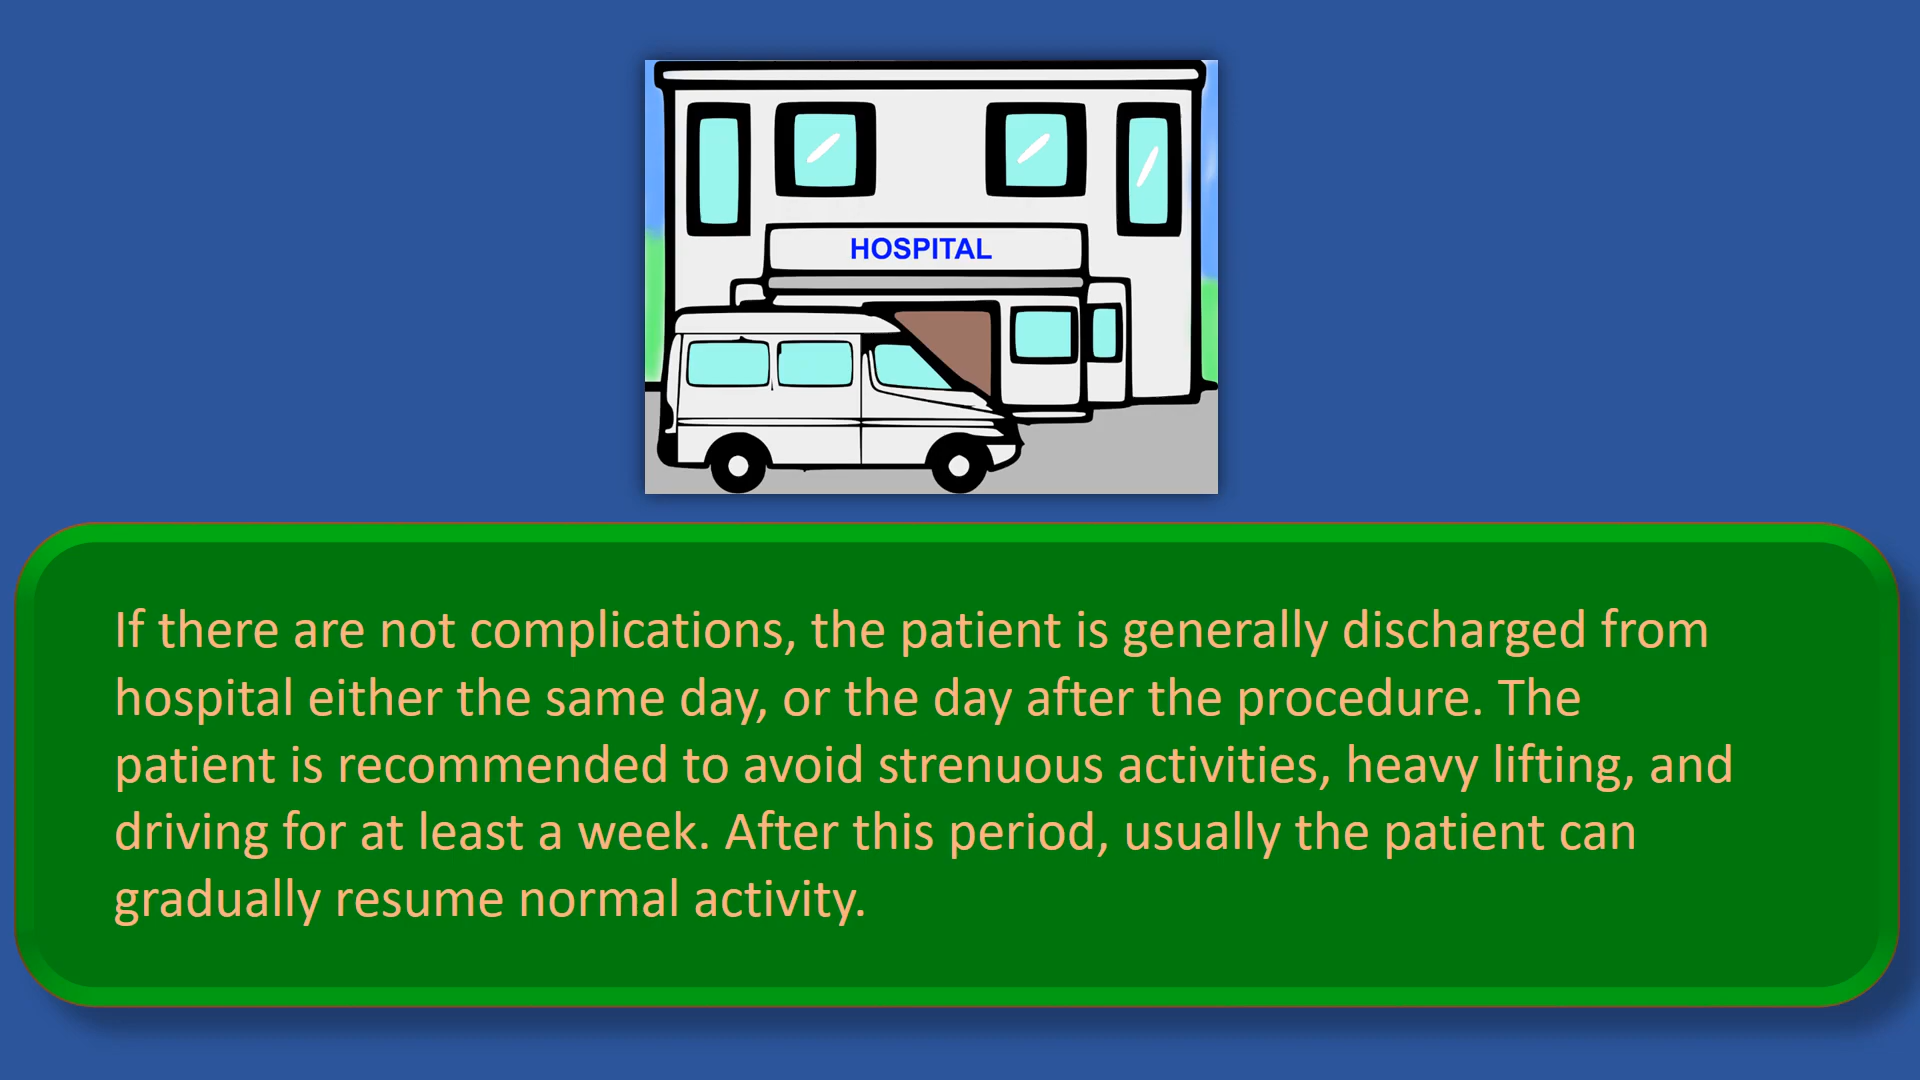 HOSPITAL
If there are not complications, the patient is generally discharged from
hospital either the same day, or the day after the procedure. The
patient is recommended to avoid strenuous activities, heavy lifting, and
driving for at least a week. After this period, usually the patient can
gradually resume normal activity.